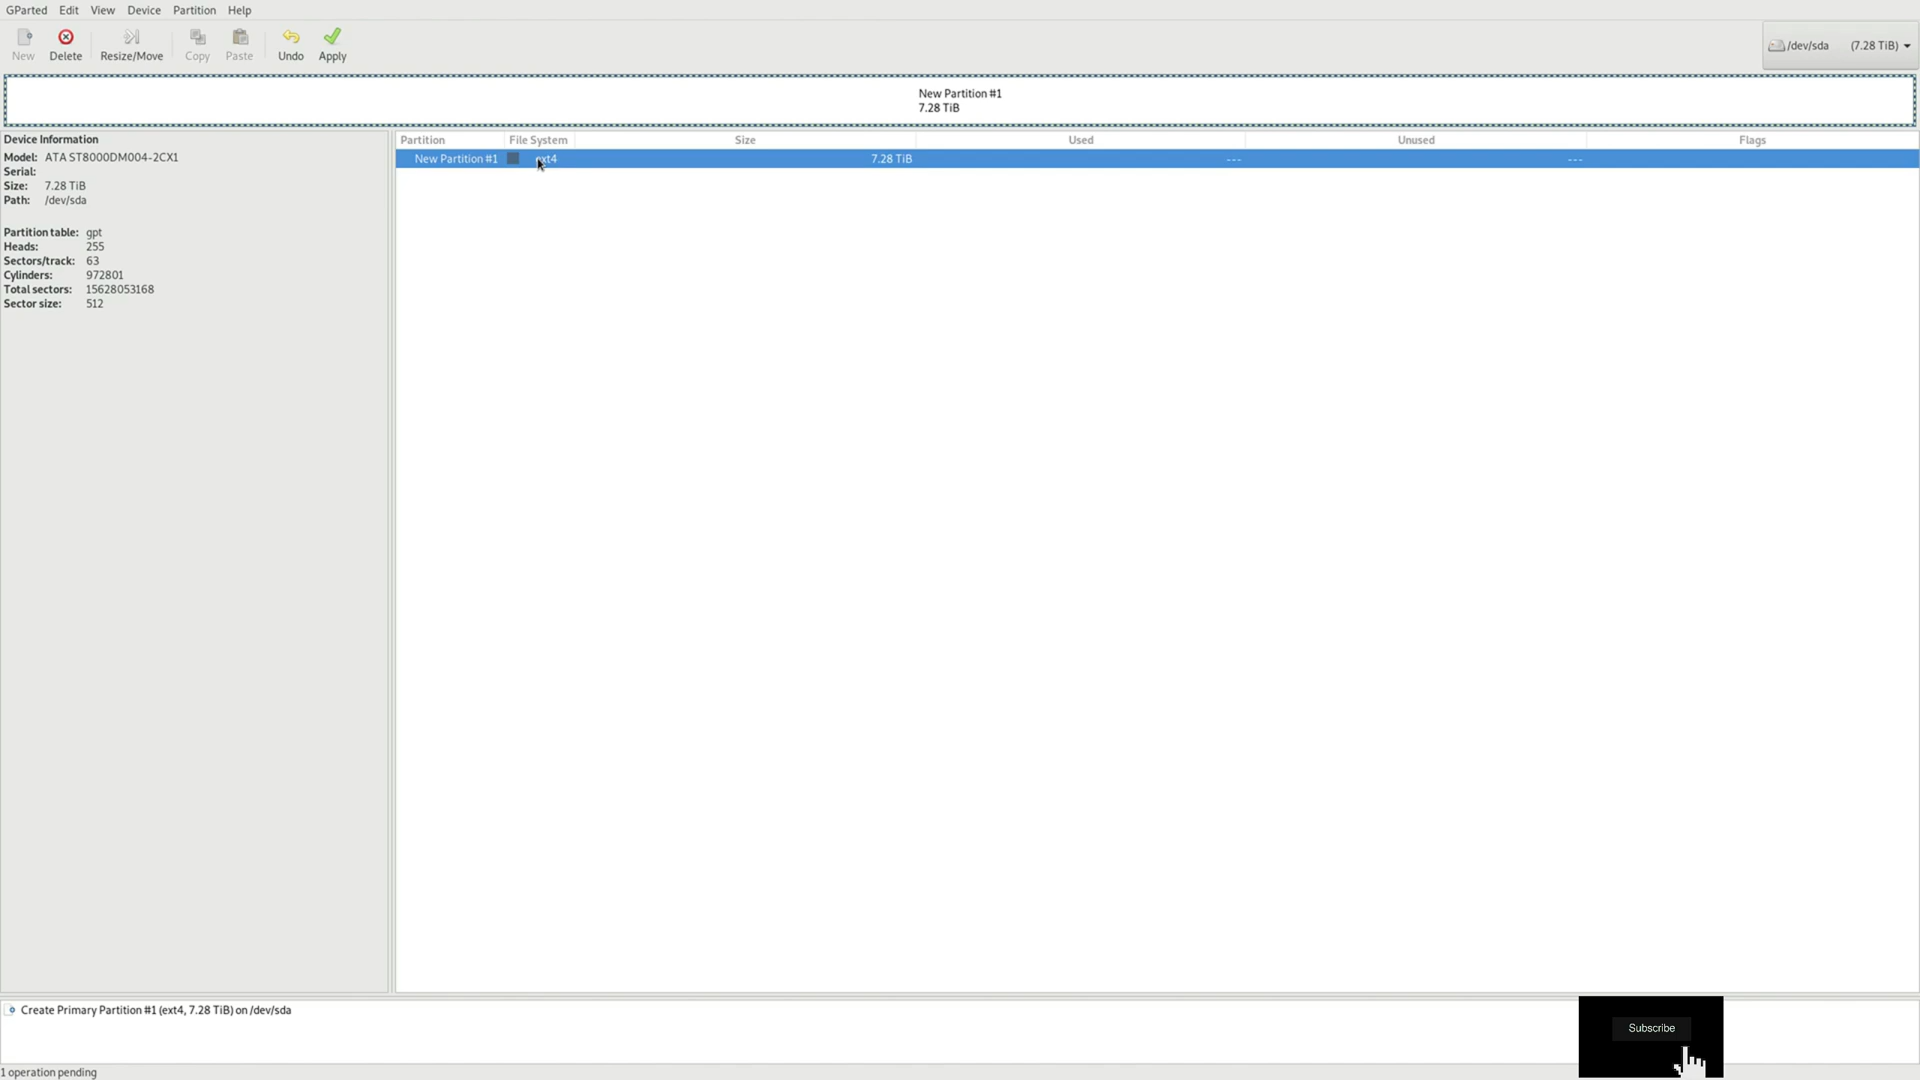 GParted Edit View Device Partition Help
New Delete Resize/Move Copy Paste Undo Apply
/dev/sda (7.28 TiB)
New Partition #1
7.28 TiB
Device Information
Model: ATA ST8000DM004-2CX1
Serial:
Size: 7.28 TiB
Path: /dev/sda
Partition table: gpt
Heads: 255
Sectors/track: 63
Cylinders: 972801
Total sectors: 15628053168
Sector size: 512
Partition File System Size Used Unused Flags
New Partition #1 ext4 7.28 TiB --- ---
Create Primary Partition #1 (ext4, 7.28 TiB) on /dev/sda
Subscribe
1 operation pending